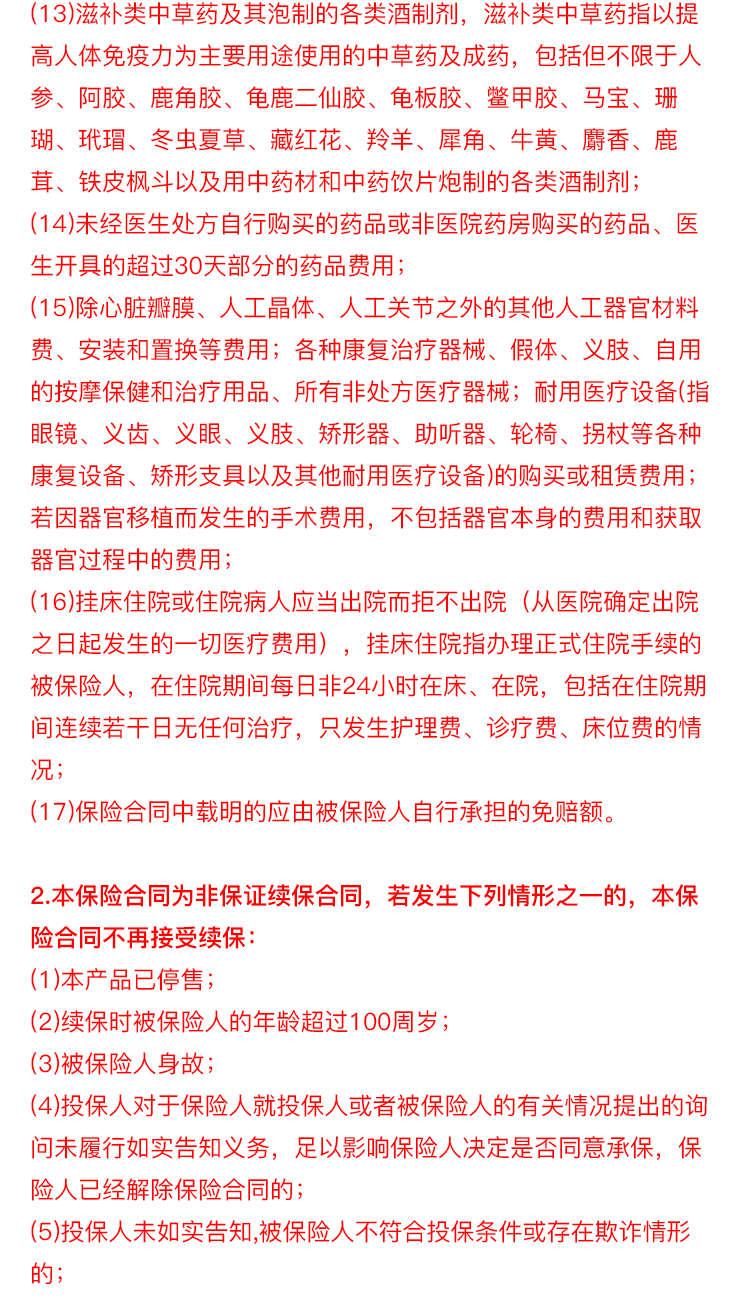 (13)滋补类中草药及其泡制的各类酒制剂，滋补类中草药指以提
高人体免疫力为主要用途使用的中草药及成药，包括但不限于人
参、阿胶、鹿角胶、龟鹿二仙胶、龟板胶、鳖甲胶、马宝、珊
瑚、玳瑁、冬虫夏草、藏红花、羚羊、犀角、牛黄、麝香、鹿
茸、铁皮枫斗以及用中药材和中药饮片炮制的各类酒制剂；
(14)未经医生处方自行购买的药品或非医院药房购买的药品、医
生开具的超过30天部分的药品费用；
(15)除心脏瓣膜、人工晶体、人工关节之外的其他人工器官材料
费、安装和置换等费用；各种康复治疗器械、假体、义肢、自用
的按摩保健和治疗用品、所有非处方医疗器械；耐用医疗设备(指
眼镜、义齿、义眼、义肢、矫形器、助听器、轮椅、拐杖等各种
康复设备、矫形支具以及其他耐用医疗设备)的购买或租赁费用；
若因器官移植而发生的手术费用，不包括器官本身的费用和获取
器官过程中的费用；
(16)挂床住院或住院病人应当出院而拒不出院（从医院确定出院
之日起发生的一切医疗费用），挂床住院指办理正式住院手续的
被保险人，在住院期间每日非24小时在床、在院，包括在住院期
间连续若干日无任何治疗，只发生护理费、诊疗费、床位费的情
况；
(17)保险合同中载明的应由被保险人自行承担的免赔额。
2.本保险合同为非保证续保合同，若发生下列情形之一的，本保
险合同不再接受续保：
(1)本产品已停售；
(2)续保时被保险人的年龄超过100周岁；
(3)被保险人身故；
(4)投保人对于保险人就投保人或者被保险人的有关情况提出的询
问未履行如实告知义务，足以影响保险人决定是否同意承保，保
险人已经解除保险合同的；
(5)投保人未如实告知,被保险人不符合投保条件或存在欺诈情形
的；